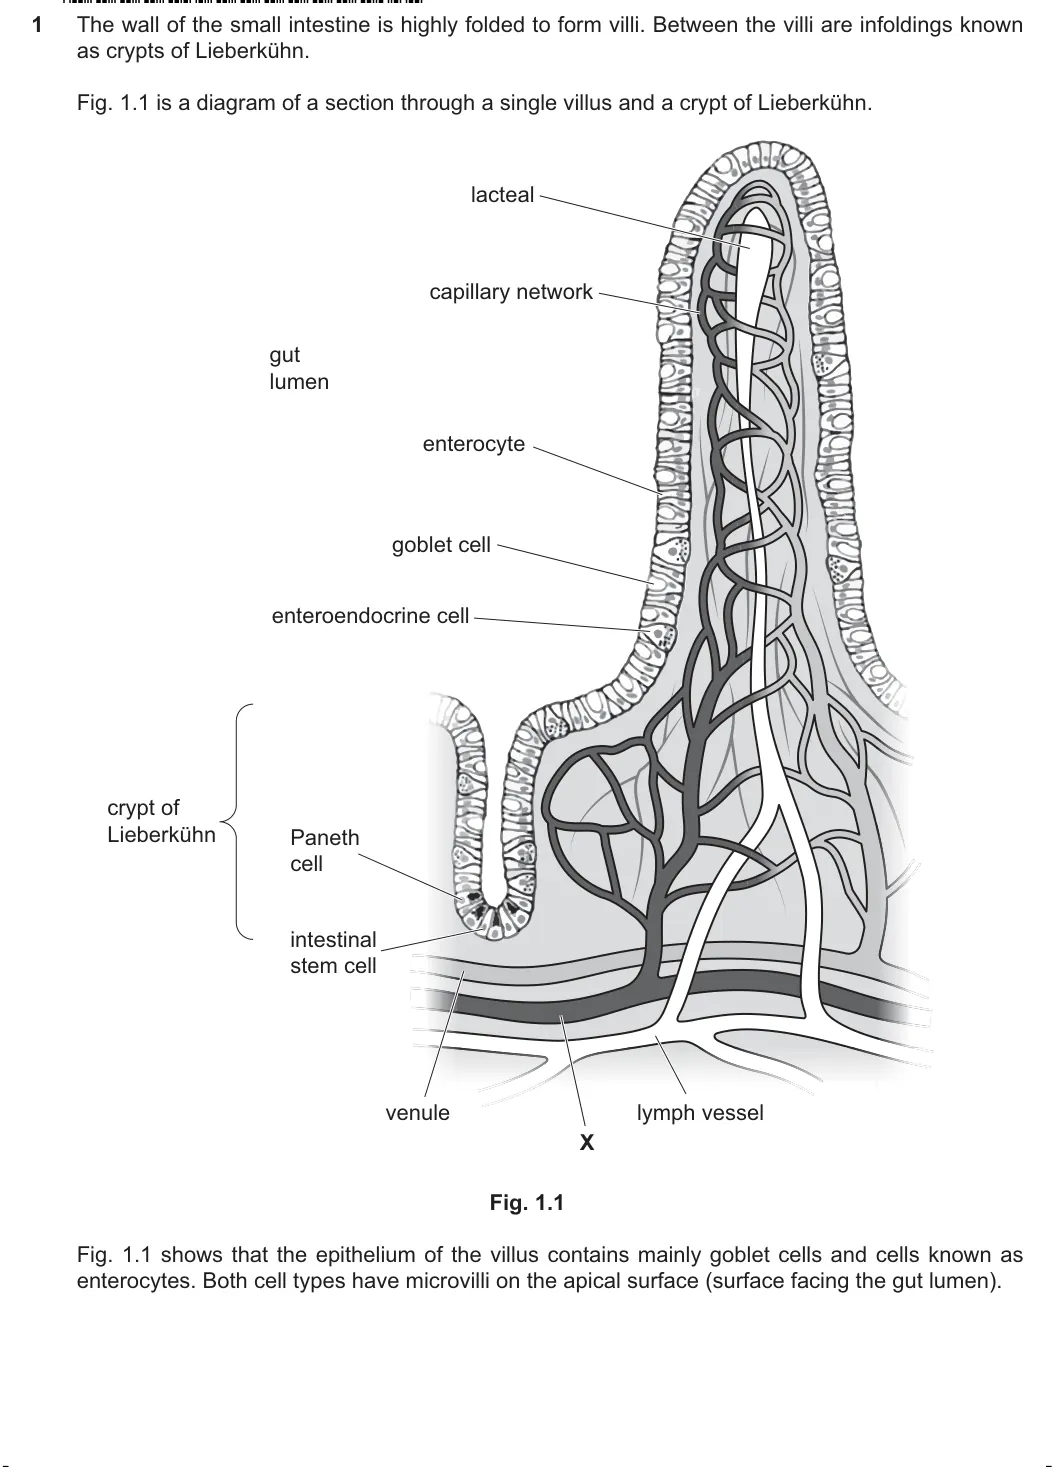 1 The wall of the small intestine is highly folded to form villi. Between the villi are infoldings known
as crypts of Lieberkühn.
Fig. 1.1 is a diagram of a section through a single villus and a crypt of Lieberkühn.
lacteal
capillary network
gut
lumen
enterocyte
goblet cell
enteroendocrine cell
crypt of
Lieberkühn
Paneth
cell
intestinal
stem cell
venule
lymph vessel
X
Fig. 1.1
Fig. 1.1 shows that the epithelium of the villus contains mainly goblet cells and cells known as
enterocytes. Both cell types have microvilli on the apical surface (surface facing the gut lumen).